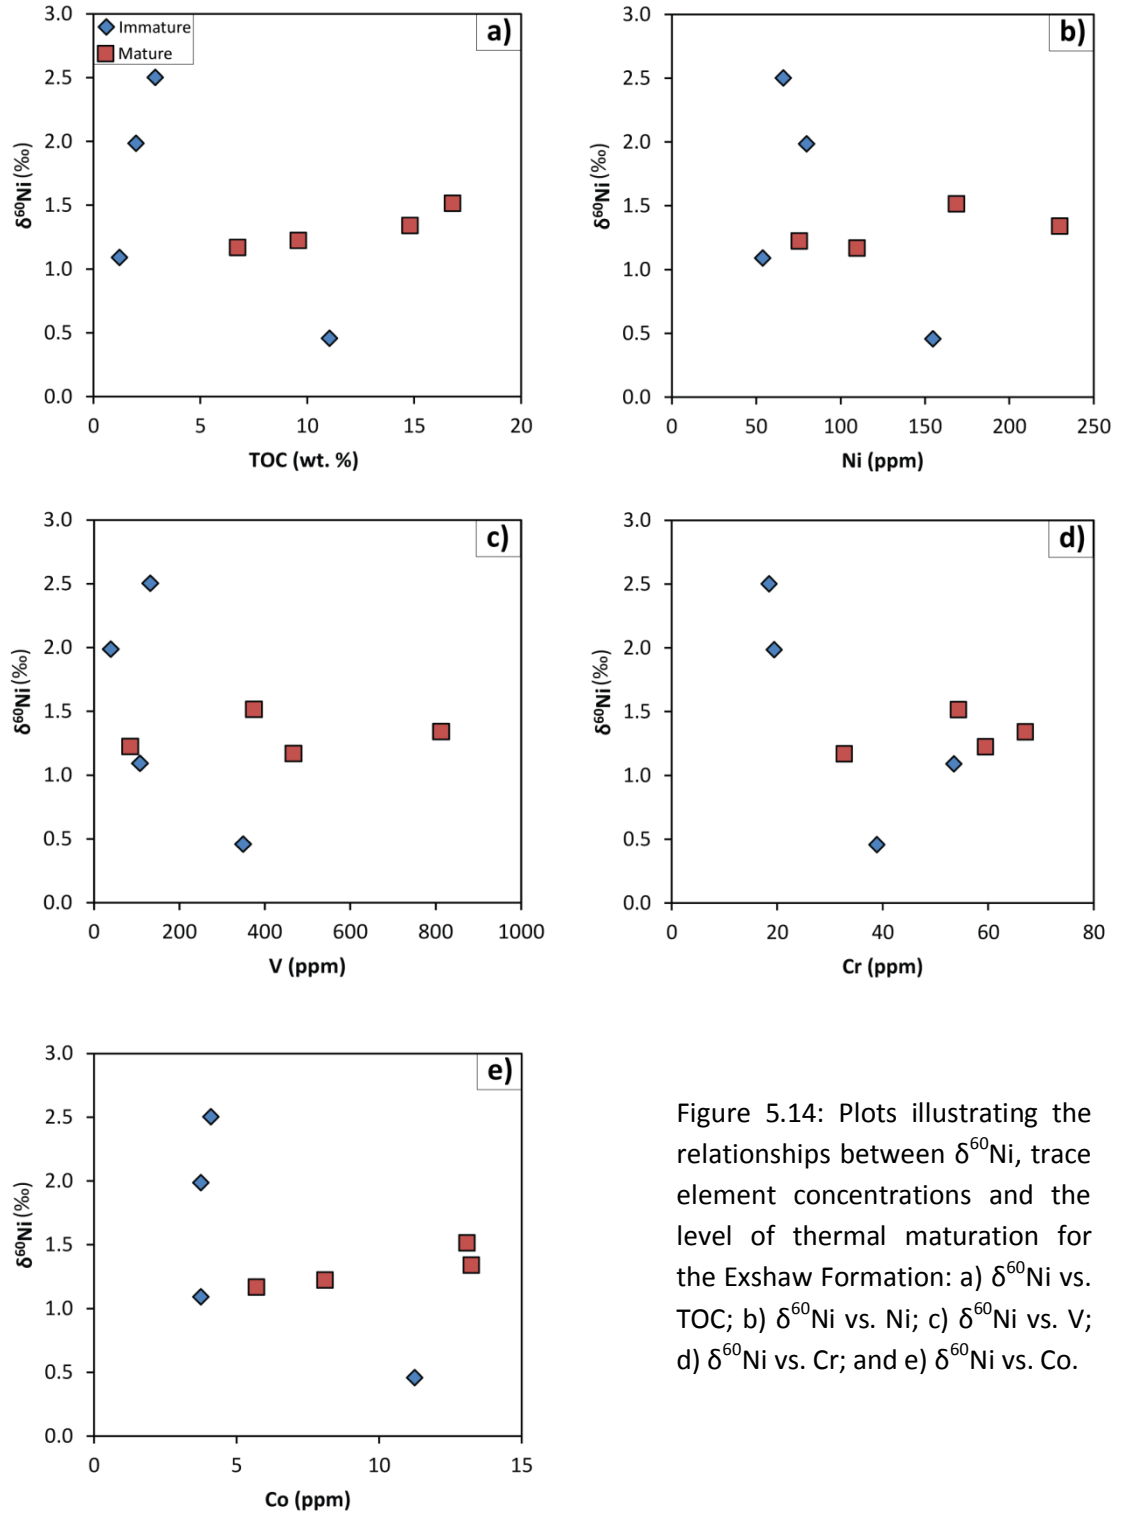 3.0
2.5
2.0
1.5
1.0
0.5
0.0
δ⁶⁰Ni (‰)
Immature
Mature
a)
0 5 10 15 20
TOC (wt. %)
3.0
2.5
2.0
1.5
1.0
0.5
0.0
δ⁶⁰Ni (‰)
b)
0 50 100 150 200 250
Ni (ppm)
3.0
2.5
2.0
1.5
1.0
0.5
0.0
δ⁶⁰Ni (‰)
c)
0 200 400 600 800 1000
V (ppm)
3.0
2.5
2.0
1.5
1.0
0.5
0.0
δ⁶⁰Ni (‰)
d)
0 20 40 60 80
Cr (ppm)
3.0
2.5
2.0
1.5
1.0
0.5
0.0
δ⁶⁰Ni (‰)
e)
0 5 10 15
Co (ppm)
Figure 5.14: Plots illustrating the
relationships between δ⁶⁰Ni, trace
element concentrations and the
level of thermal maturation for
the Exshaw Formation: a) δ⁶⁰Ni vs.
TOC; b) δ⁶⁰Ni vs. Ni; c) δ⁶⁰Ni vs. V;
d) δ⁶⁰Ni vs. Cr; and e) δ⁶⁰Ni vs. Co.